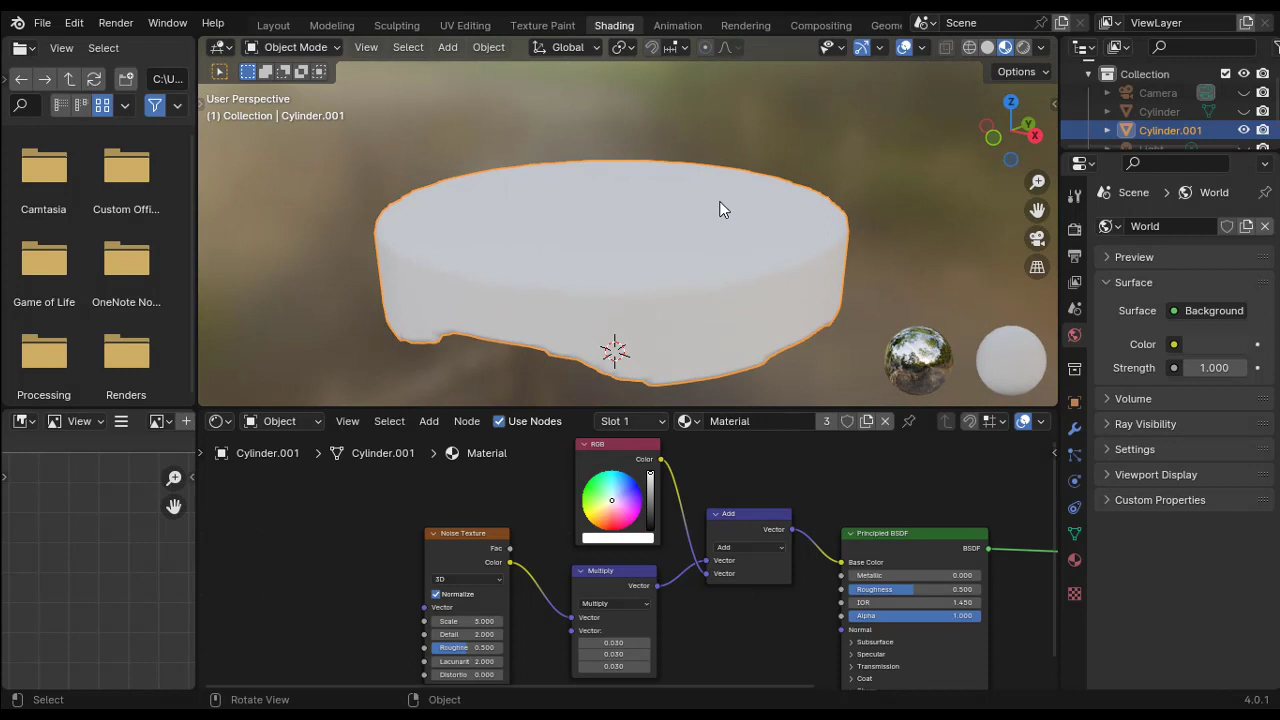 File Edit Render Window Help Layout Modeling Sculpting UV Editing Texture Paint Shading Animation Rendering Compositing Geome Scene ViewLayer
View Select Object Mode View Select Add Object Global
Collection
C:\U... Options Camera
User Perspective Cylinder
(1) Collection | Cylinder.001 Z Y X Cylinder.001
Light
Scene World
Camtasia Custom Offi...
World
Preview
Surface
Game of Life OneNote No...
Surface Background
Color
Strength 1.000
Processing Renders
Volume
View Object View Select Add Node Use Nodes Slot 1 Material 3
Ray Visibility
Cylinder.001 Cylinder.001 Material
Settings
Viewport Display
Custom Properties
RGB
Color
Noise Texture
Fac
Color
3D
Normalize
Vector
Scale 5.000
Detail 2.000
Roughne 0.500
Lacunarit 2.000
Distortio 0.000
Multiply
Vector
Multiply
Vector
Vector:
0.030
0.030
0.030
Add
Vector
Add
Vector
Vector
Principled BSDF
BSDF
Base Color
Metallic 0.000
Roughness 0.500
IOR 1.450
Alpha 1.000
Normal
Subsurface
Specular
Transmission
Coat
Select Rotate View Object 4.0.1